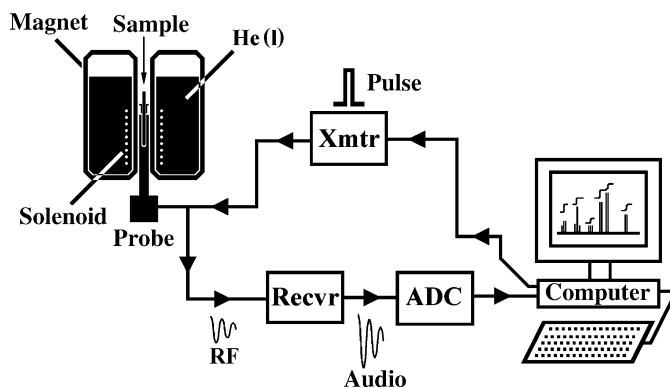 Magnet
Sample
He (l)
Pulse
Xmtr
Solenoid
Probe
Recvr
ADC
Computer
RF
Audio